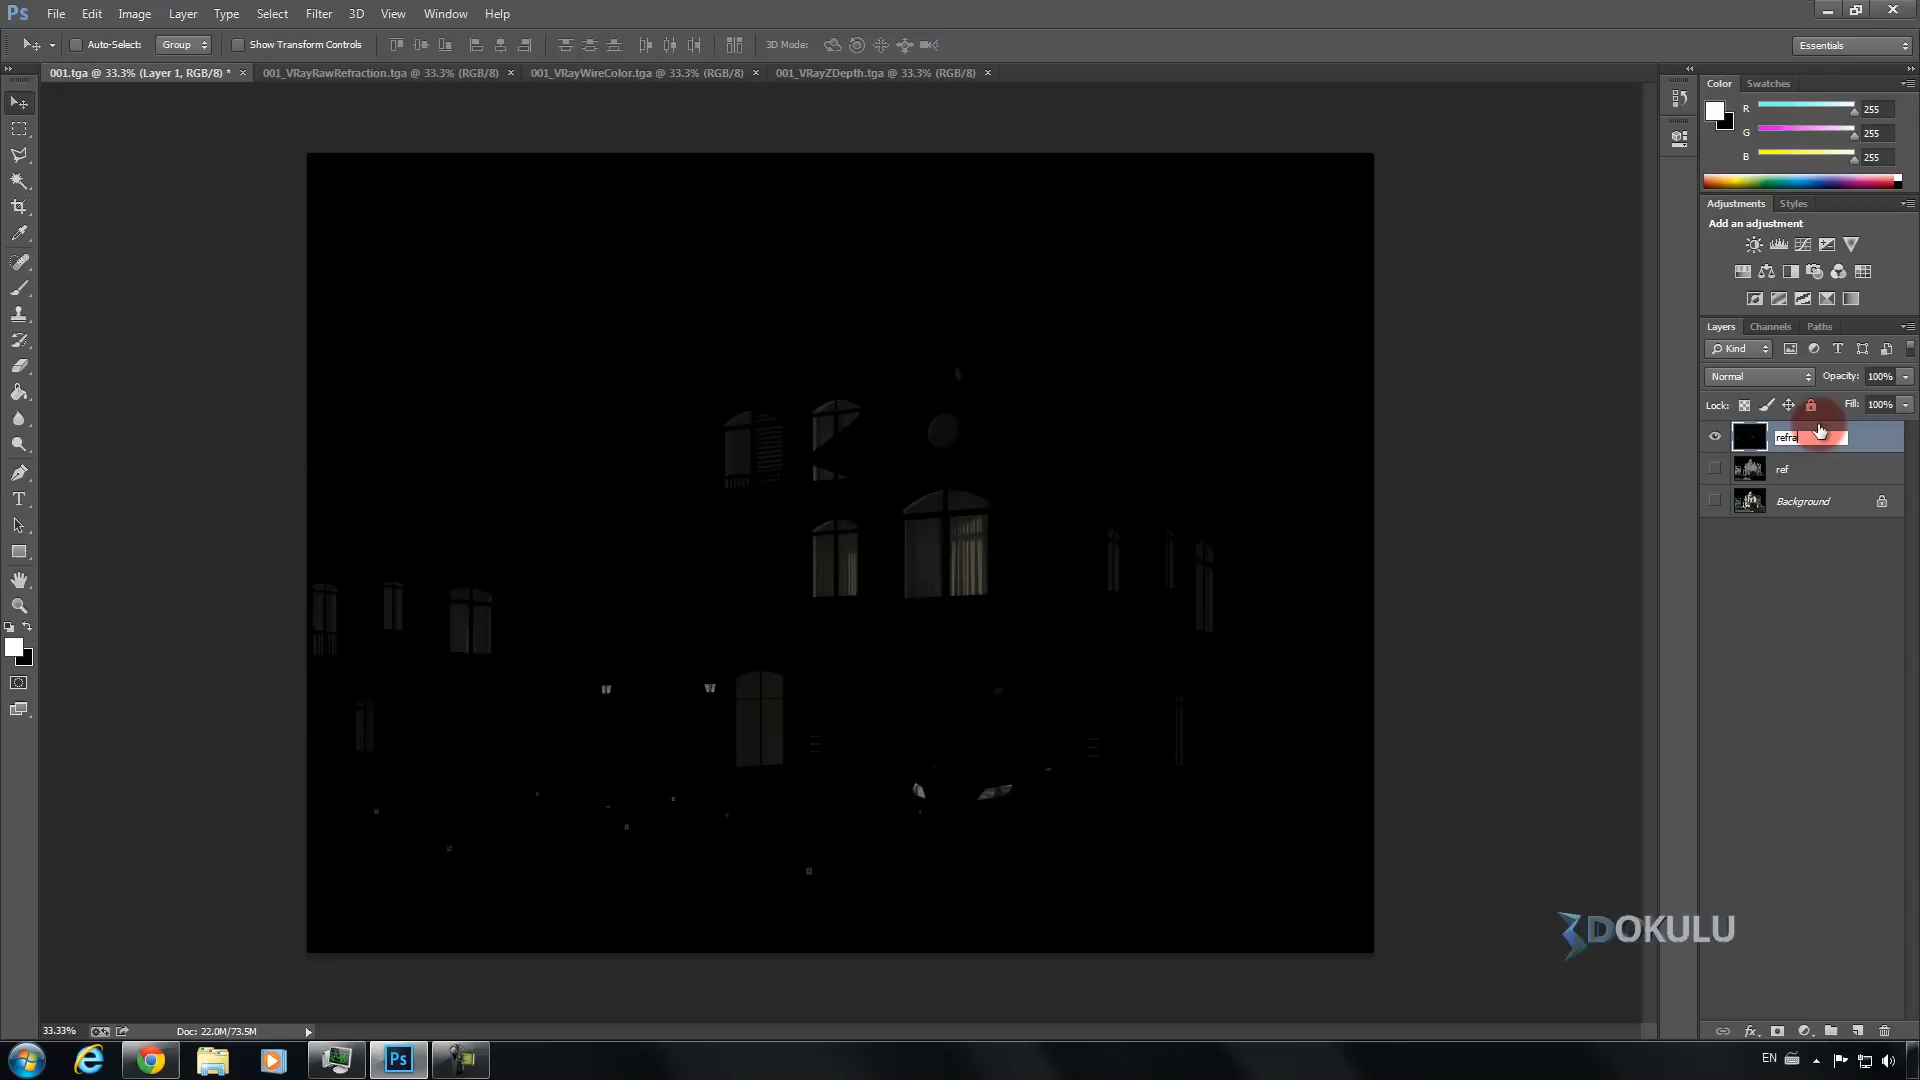 Ps File Edit Image Layer Type Select Filter 3D View Window Help
Auto-Select: Group Show Transform Controls 3D Mode: Essentials
001.tga @ 33.3% (Layer 1, RGB/8) * 001_VRayRawRefraction.tga @ 33.3% (RGB/8) 001_VRayWireColor.tga @ 33.3% (RGB/8) 001_VRayZDepth.tga @ 33.3% (RGB/8)
Color Swatches
R 255
G 255
B 255
Adjustments Styles
Add an adjustment
Layers Channels Paths
Kind
Normal Opacity: 100%
Lock: Fill: 100%
refra
ref
Background
3DOKULU
33.33% Doc: 22.0M/73.5M
Ps EN